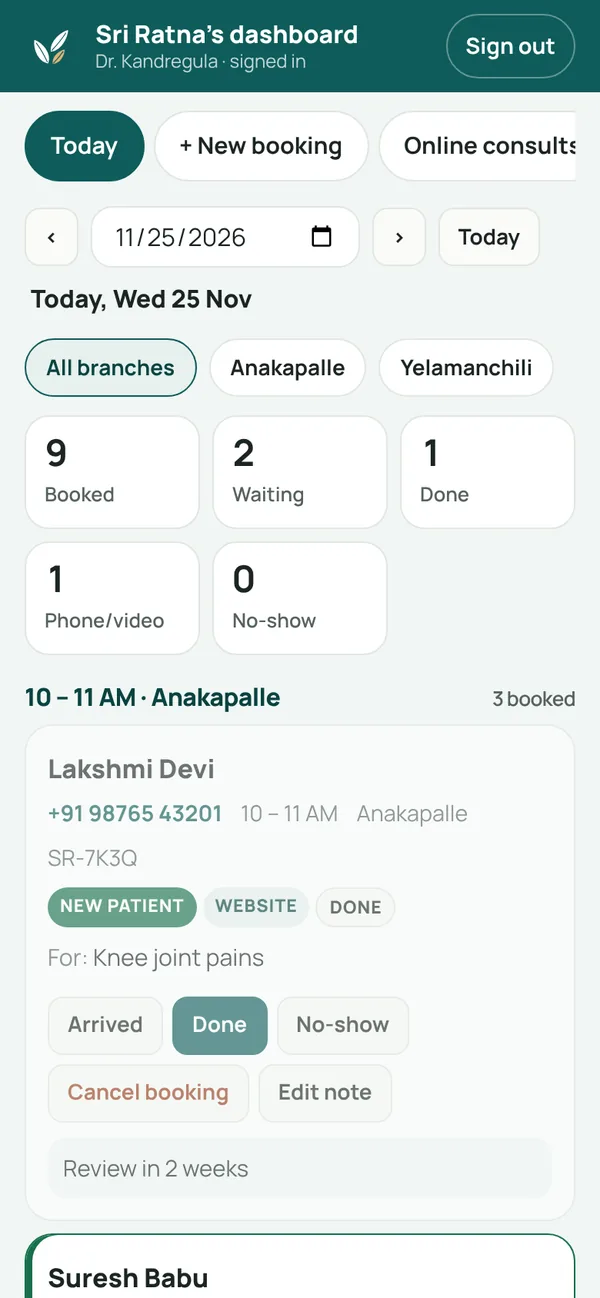 Sri Ratna's dashboard
Dr. Kandregula · signed in
Sign out
Today
+ New booking
Online consults
‹
11/25/2026
›
Today
Today, Wed 25 Nov
All branches
Anakapalle
Yelamanchili
9
Booked
2
Waiting
1
Done
1
Phone/video
0
No-show
10 – 11 AM · Anakapalle
3 booked
Lakshmi Devi
+91 98765 43201 10 – 11 AM Anakapalle
SR-7K3Q
NEW PATIENT WEBSITE DONE
For: Knee joint pains
Arrived Done No-show
Cancel booking Edit note
Review in 2 weeks
Suresh Babu